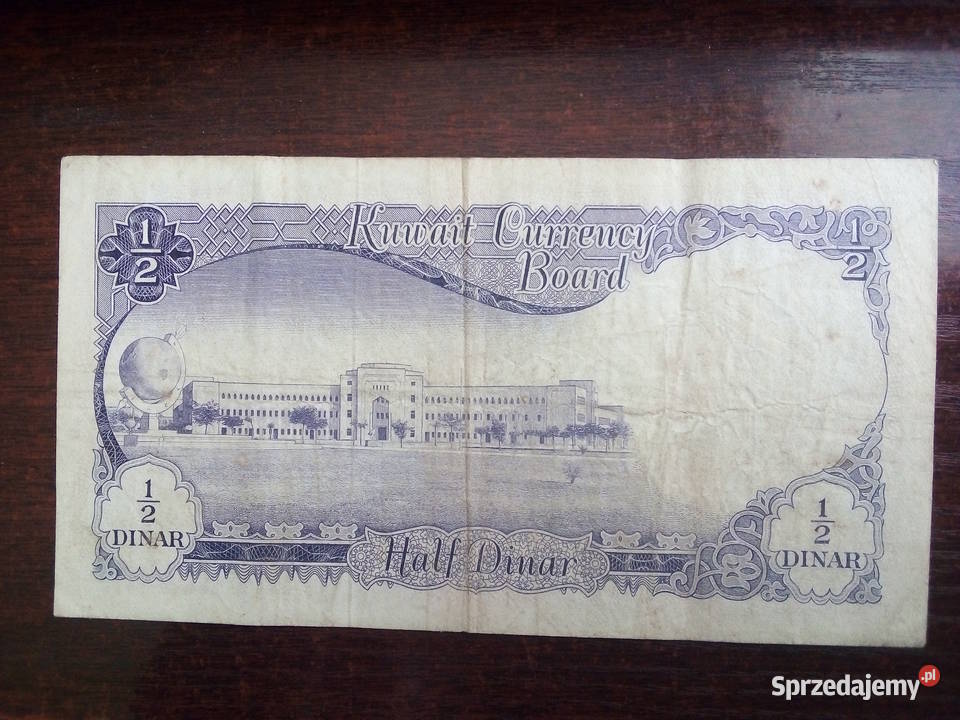 1/2
Kuwait Currency
Board
1/2
1/2
DINAR
Half Dinar
1/2
DINAR
Sprzedajemy.pl